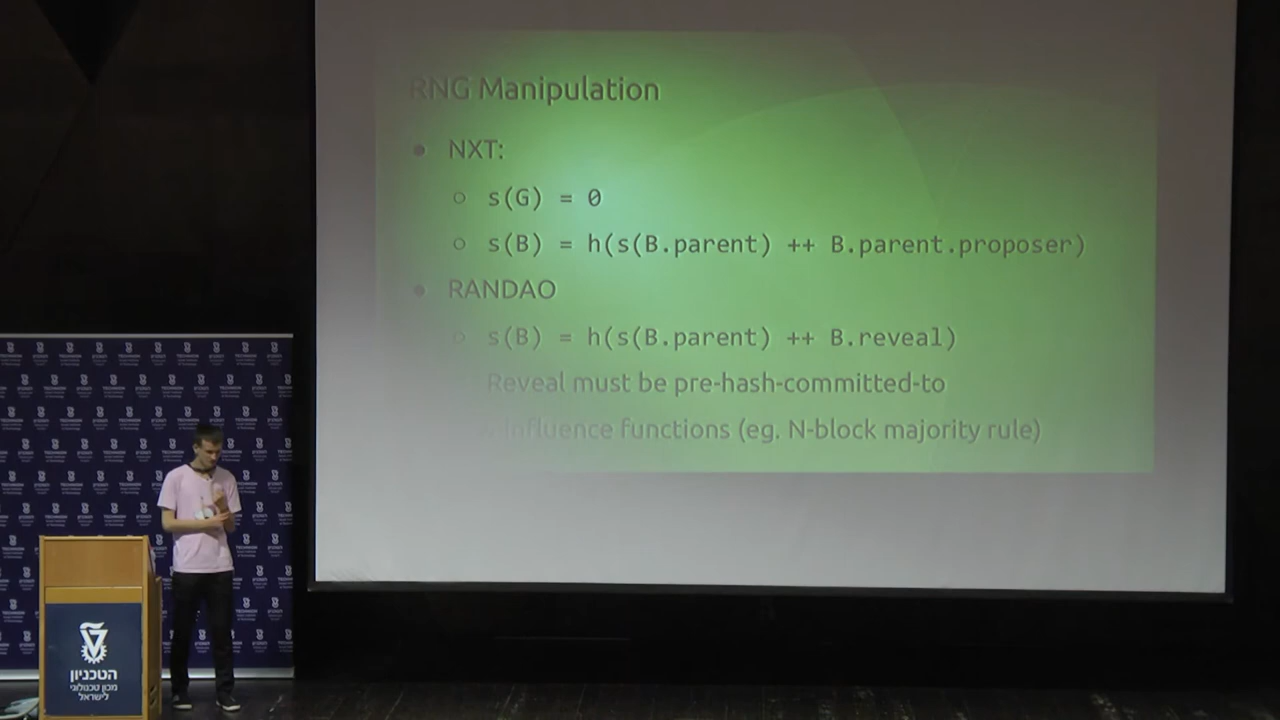 RNG Manipulation
● NXT:
○ s(G) = 0
○ s(B) = h(s(B.parent) ++ B.parent.proposer)
● RANDAO
○ s(B) = h(s(B.parent) ++ B.reveal)
Reveal must be pre-hash-committed-to
Influence functions (eg. N-block majority rule)
TECHNION
הטכניון
מכון טכנולוגי
לישראל